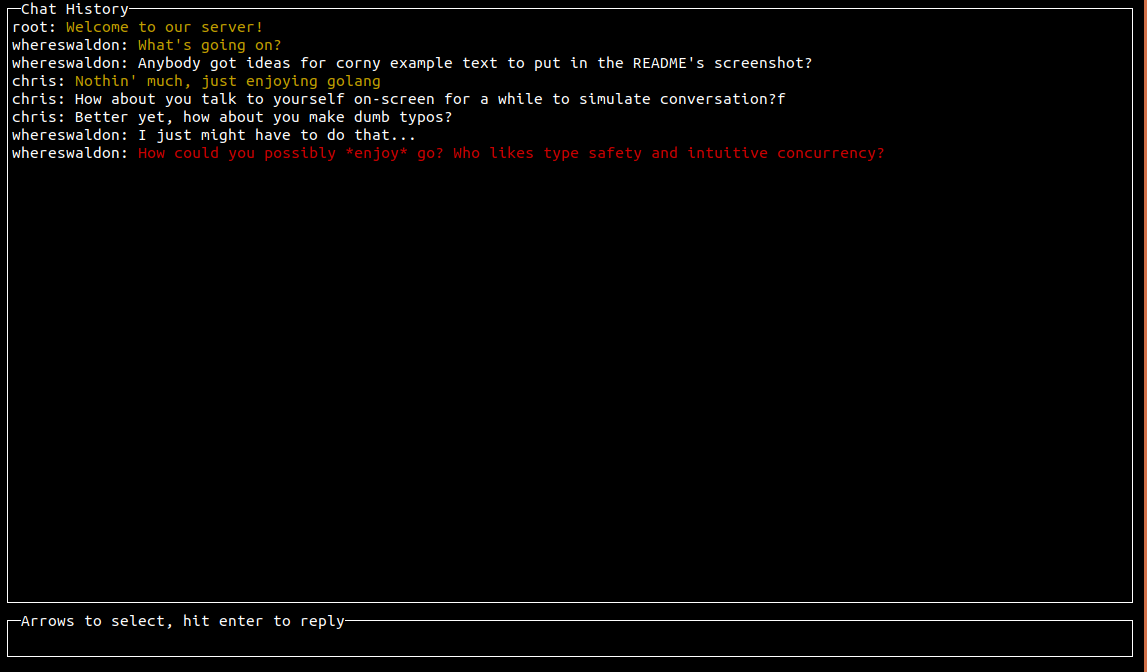 Chat History
root: Welcome to our server!
whereswaldon: What's going on?
whereswaldon: Anybody got ideas for corny example text to put in the README's screenshot?
chris: Nothin' much, just enjoying golang
chris: How about you talk to yourself on-screen for a while to simulate conversation?f
chris: Better yet, how about you make dumb typos?
whereswaldon: I just might have to do that...
whereswaldon: How could you possibly *enjoy* go? Who likes type safety and intuitive concurrency?
Arrows to select, hit enter to reply